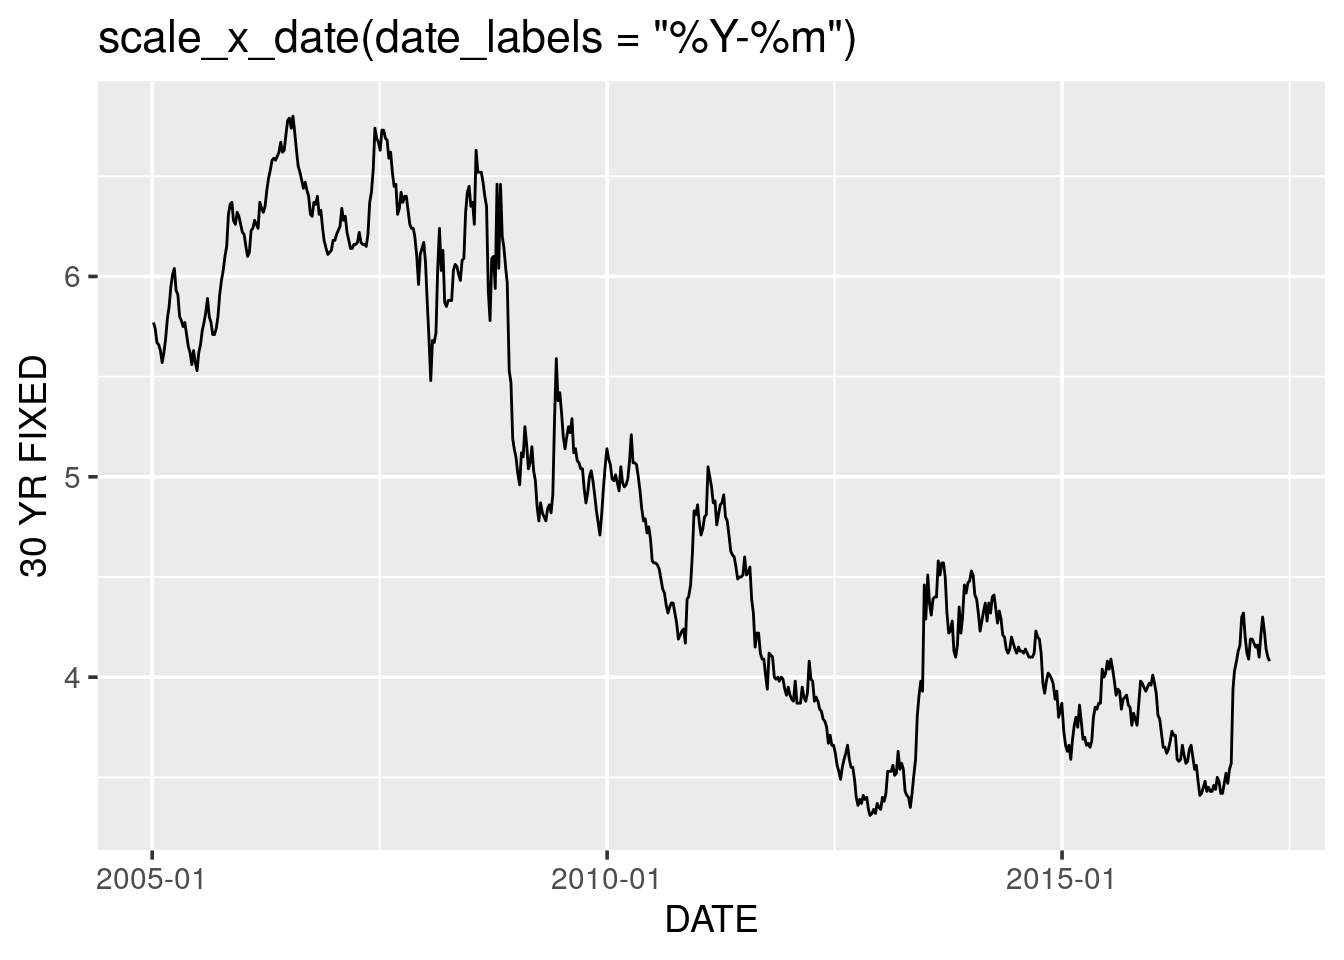 scale_x_date(date_labels = "%Y-%m")
30 YR FIXED
6
5
4
2005-01 2010-01 2015-01
DATE